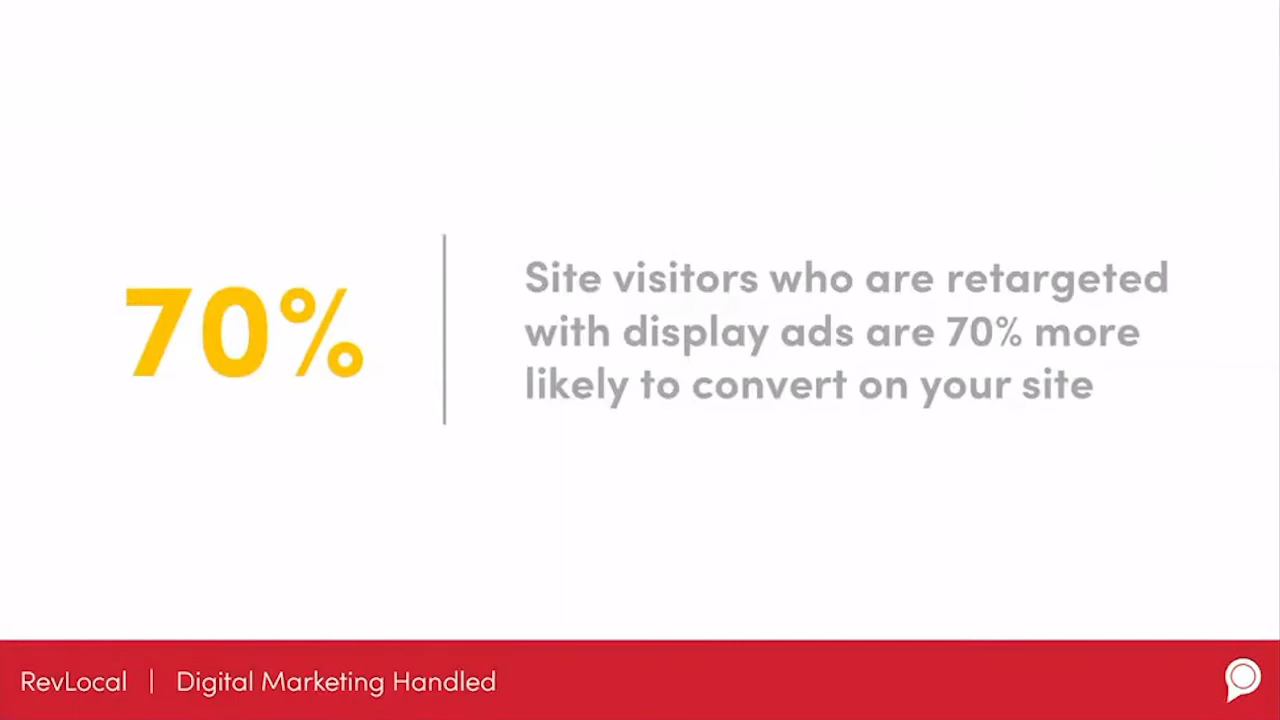 70%
Site visitors who are retargeted
with display ads are 70% more
likely to convert on your site
RevLocal | Digital Marketing Handled